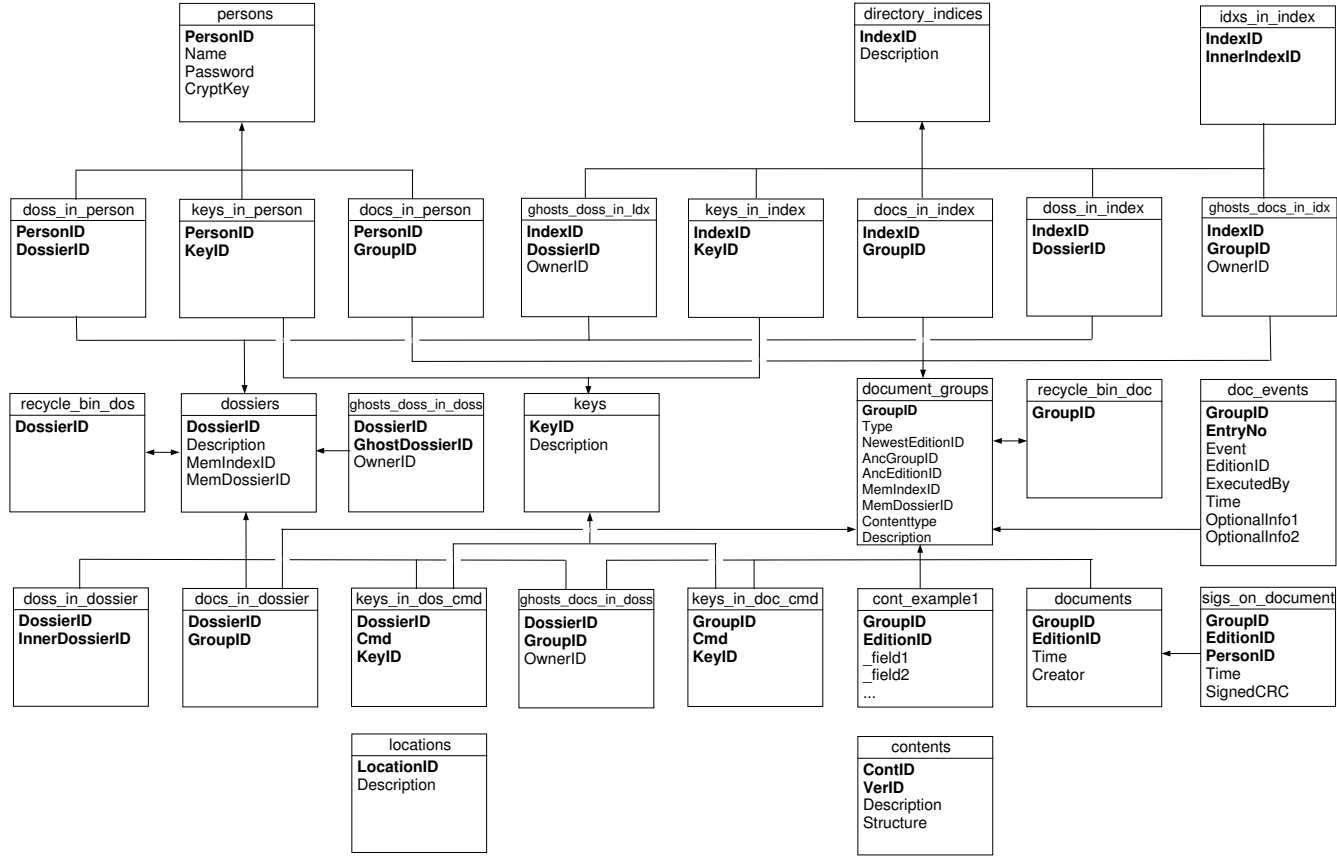 persons
PersonID
Name
Password
CryptKey
directory_indices
IndexID
Description
idxs_in_index
IndexID
InnerIndexID
doss_in_person
PersonID
DossierID
keys_in_person
PersonID
KeyID
docs_in_person
PersonID
GroupID
ghosts_doss_in_Idx
IndexID
DossierID
OwnerID
keys_in_index
IndexID
KeyID
docs_in_index
IndexID
GroupID
doss_in_index
IndexID
DossierID
ghosts_docs_in_idx
IndexID
GroupID
OwnerID
recycle_bin_dos
DossierID
dossiers
DossierID
Description
MemIndexID
MemDossierID
ghosts_doss_in_doss
DossierID
GhostDossierID
OwnerID
keys
KeyID
Description
document_groups
GroupID
Type
NewestEditionID
AncGroupID
AncEditionID
MemIndexID
MemDossierID
Contenttype
Description
recycle_bin_doc
GroupID
doc_events
GroupID
EntryNo
Event
EditionID
ExecutedBy
Time
OptionalInfo1
OptionalInfo2
doss_in_dossier
DossierID
InnerDossierID
docs_in_dossier
DossierID
GroupID
keys_in_dos_cmd
DossierID
Cmd
KeyID
ghosts_docs_in_doss
DossierID
GroupID
OwnerID
keys_in_doc_cmd
GroupID
Cmd
KeyID
cont_example1
GroupID
EditionID
_field1
_field2
...
documents
GroupID
EditionID
Time
Creator
sigs_on_document
GroupID
EditionID
PersonID
Time
SignedCRC
locations
LocationID
Description
contents
ContID
VerID
Description
Structure